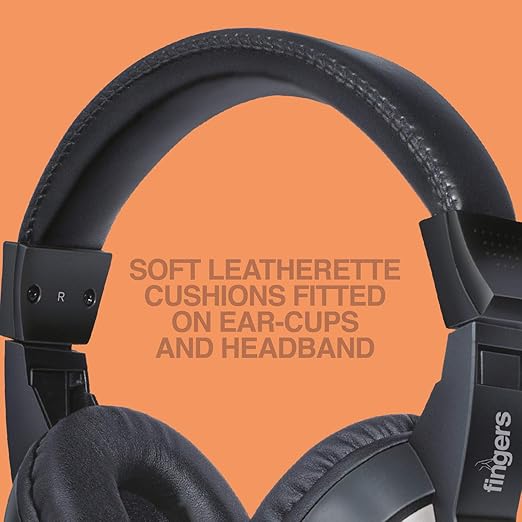 SOFT LEATHERETTE
CUSHIONS FITTED
ON EAR-CUPS
AND HEADBAND
R
fingers